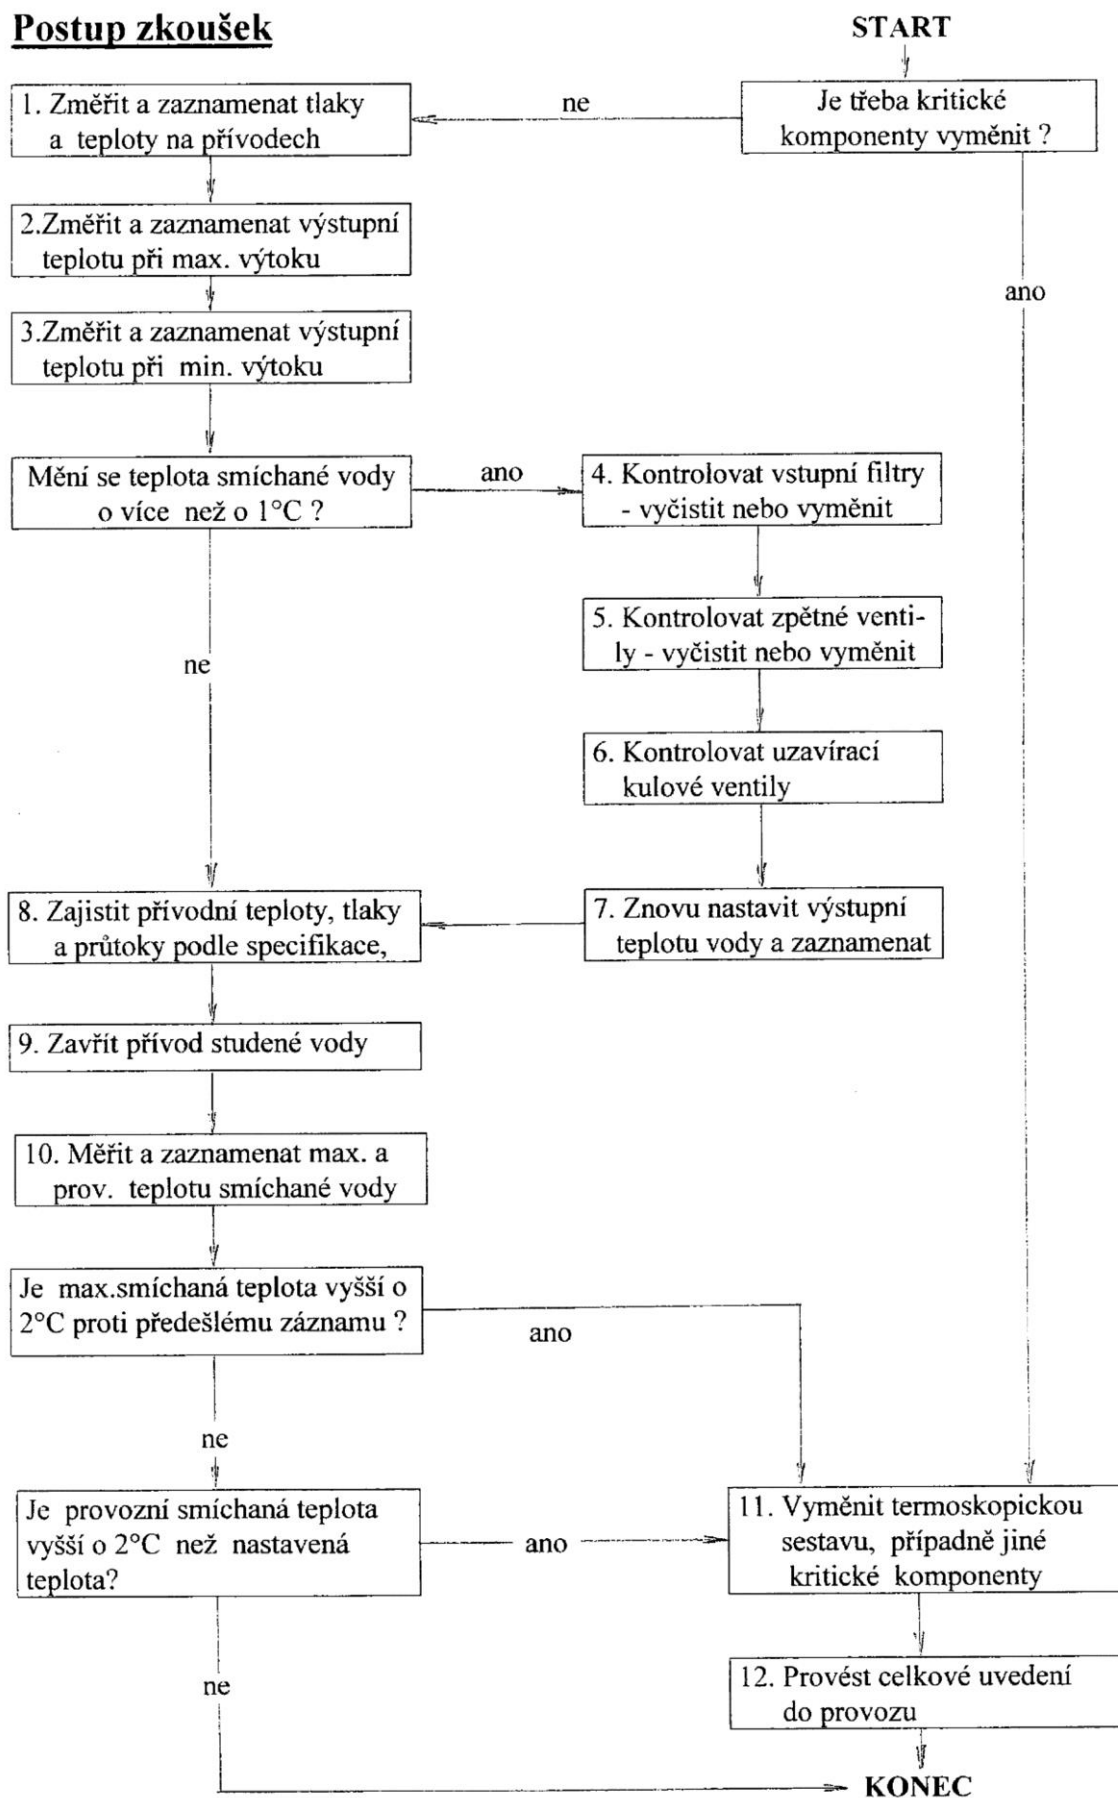 Postup zkoušek
START
Je třeba kritické
komponenty vyměnit ?
ne
ano
1. Změřit a zaznamenat tlaky
a teploty na přívodech
2.Změřit a zaznamenat výstupní
teplotu při max. výtoku
3.Změřit a zaznamenat výstupní
teplotu při min. výtoku
Mění se teplota smíchané vody
o více než o 1°C ?
ano
ne
4. Kontrolovat vstupní filtry
- vyčistit nebo vyměnit
5. Kontrolovat zpětné venti-
ly - vyčistit nebo vyměnit
6. Kontrolovat uzavírací
kulové ventily
7. Znovu nastavit výstupní
teplotu vody a zaznamenat
8. Zajistit přívodní teploty, tlaky
a průtoky podle specifikace,
9. Zavřít přívod studené vody
10. Měřit a zaznamenat max. a
prov. teplotu smíchané vody
Je max.smíchaná teplota vyšší o
2°C proti předešlému záznamu ?
ano
ne
Je provozní smíchaná teplota
vyšší o 2°C než nastavená
teplota?
ano
ne
11. Vyměnit termoskopickou
sestavu, případně jiné
kritické komponenty
12. Provést celkové uvedení
do provozu
KONEC